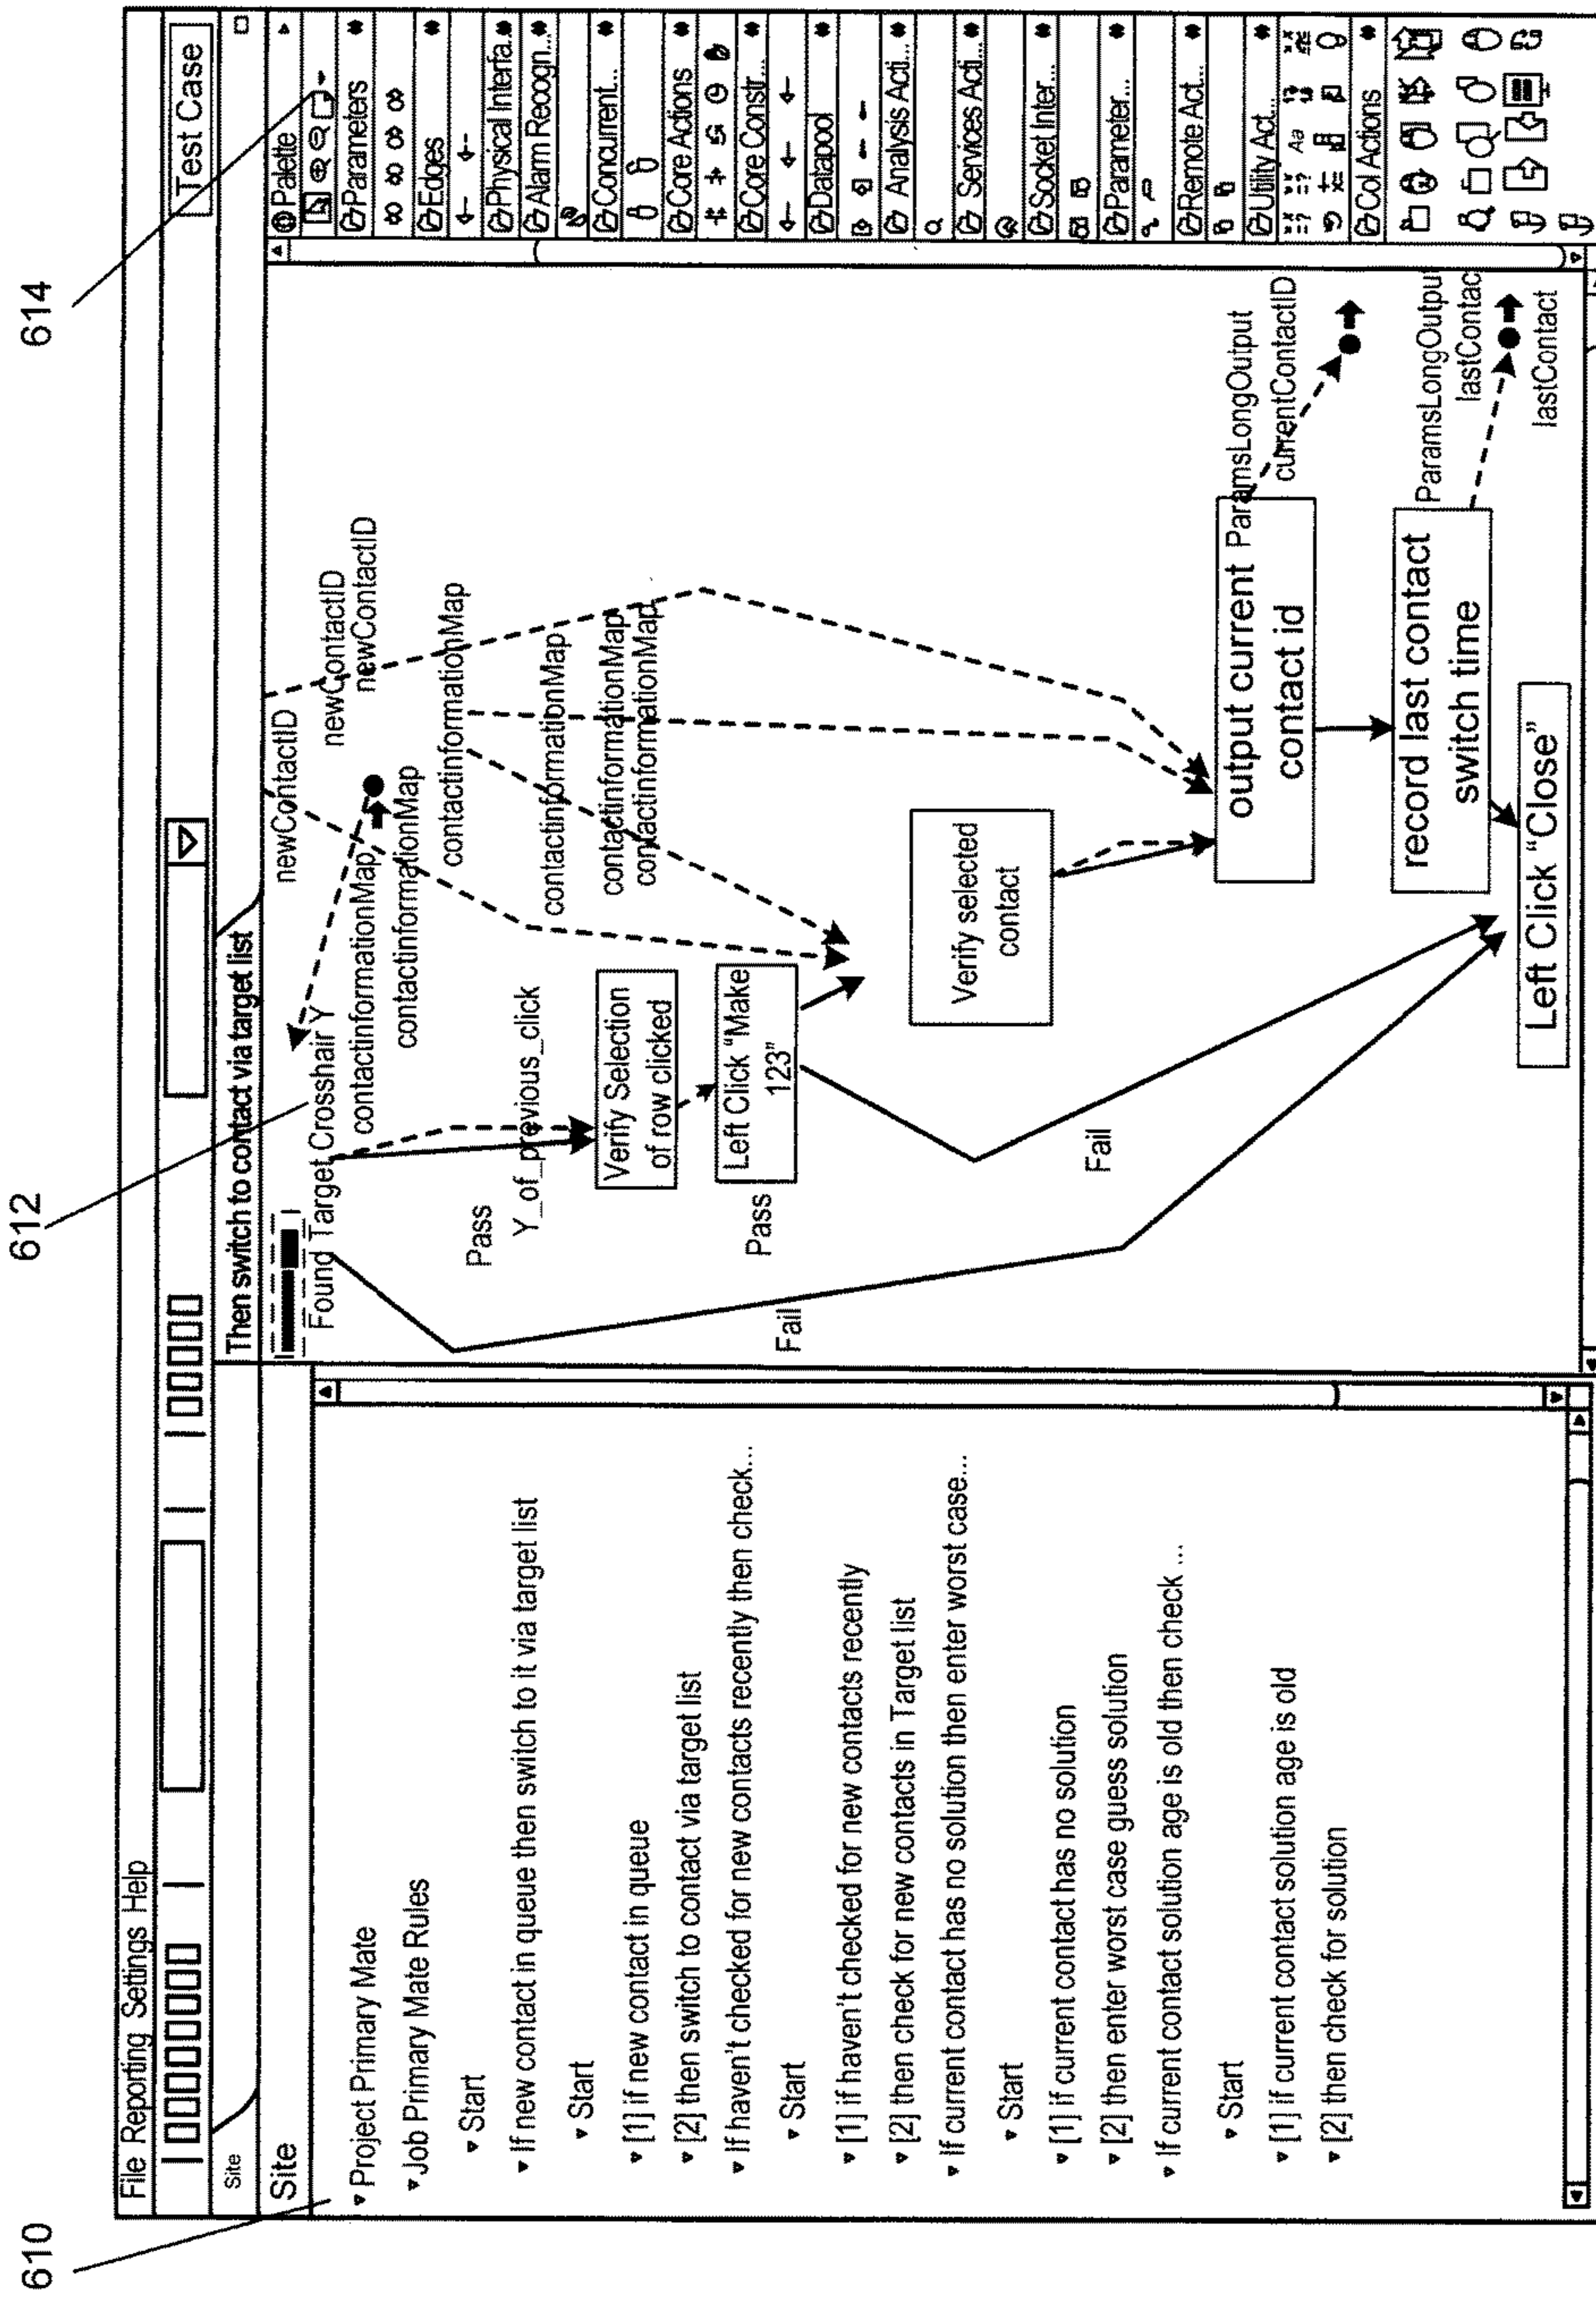 610
612
614
File Reporting Settings Help
Test Case
Site
Site
Project Primary Mate
Job Primary Mate Rules
Start
If new contact in queue then switch to it via target list
Start
[1] if new contact in queue
[2] then switch to contact via target list
If haven't checked for new contacts recently then check...
Start
[1] if haven't checked for new contacts recently
[2] then check for new contacts in Target list
If current contact has no solution then enter worst case...
Start
[1] if current contact has no solution
[2] then enter worst case guess solution
If current contact solution age is old then check ...
Start
[1] if current contact solution age is old
[2] then check for solution
Then switch to contact via target list
Found Target Crosshair Y
newContactID
newContactID
newContactID
contactinformationMap
contactinformationMap
contactinformationMap
contactinformationMap
contactinformationMap
contactinformationMap
Pass
Y_of_previous_click
Verify Selection
of row clicked
Pass
Left Click "Make
123"
Fail
Fail
Verify selected
contact
output current
contact id
ParamsLongOutput
currentContactID
record last contact
switch time
ParamsLongOutpu
lastContac
lastContact
Left Click "Close"
Palette
Parameters
Edges
Physical Interfa..
Alarm Recogn...
Concurrent...
Core Actions
Core Constr...
Datapool
Analysis Acti...
Services Acti...
Socket Inter...
Parameter...
Remote Act...
Utility Act...
Aa
Col Actions